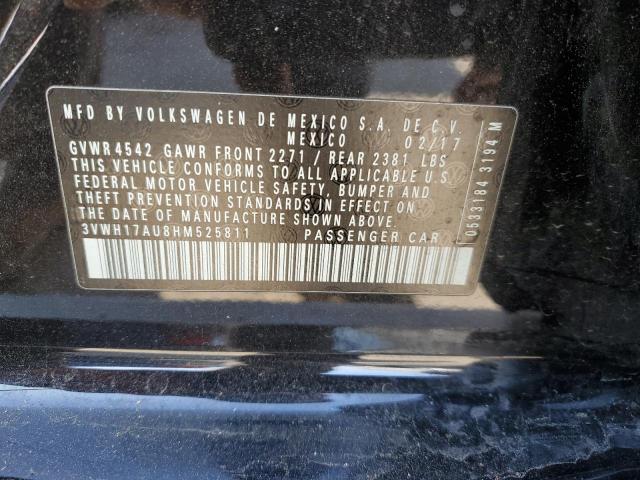 MFD BY VOLKSWAGEN DE MEXICO S.A. DE C.V.
MEXICO 02/17
GVWR 4542 GAWR FRONT 2271 / REAR 2381 LBS
THIS VEHICLE CONFORMS TO ALL APPLICABLE U.S.
FEDERAL MOTOR VEHICLE SAFETY, BUMPER AND
THEFT PREVENTION STANDARDS IN EFFECT ON
THE DATE OF MANUFACTURE SHOWN ABOVE.
3VWH17AU8HM525811 PASSENGER CAR
0533184 3194 M